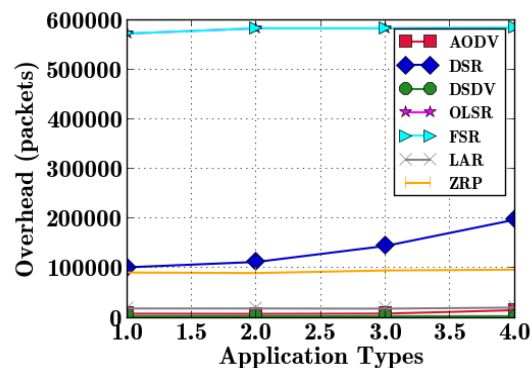 600000
500000
400000
300000
200000
100000
0
1.0 1.5 2.0 2.5 3.0 3.5 4.0
Overhead (packets)
Application Types
AODV
DSR
DSDV
OLSR
FSR
LAR
ZRP